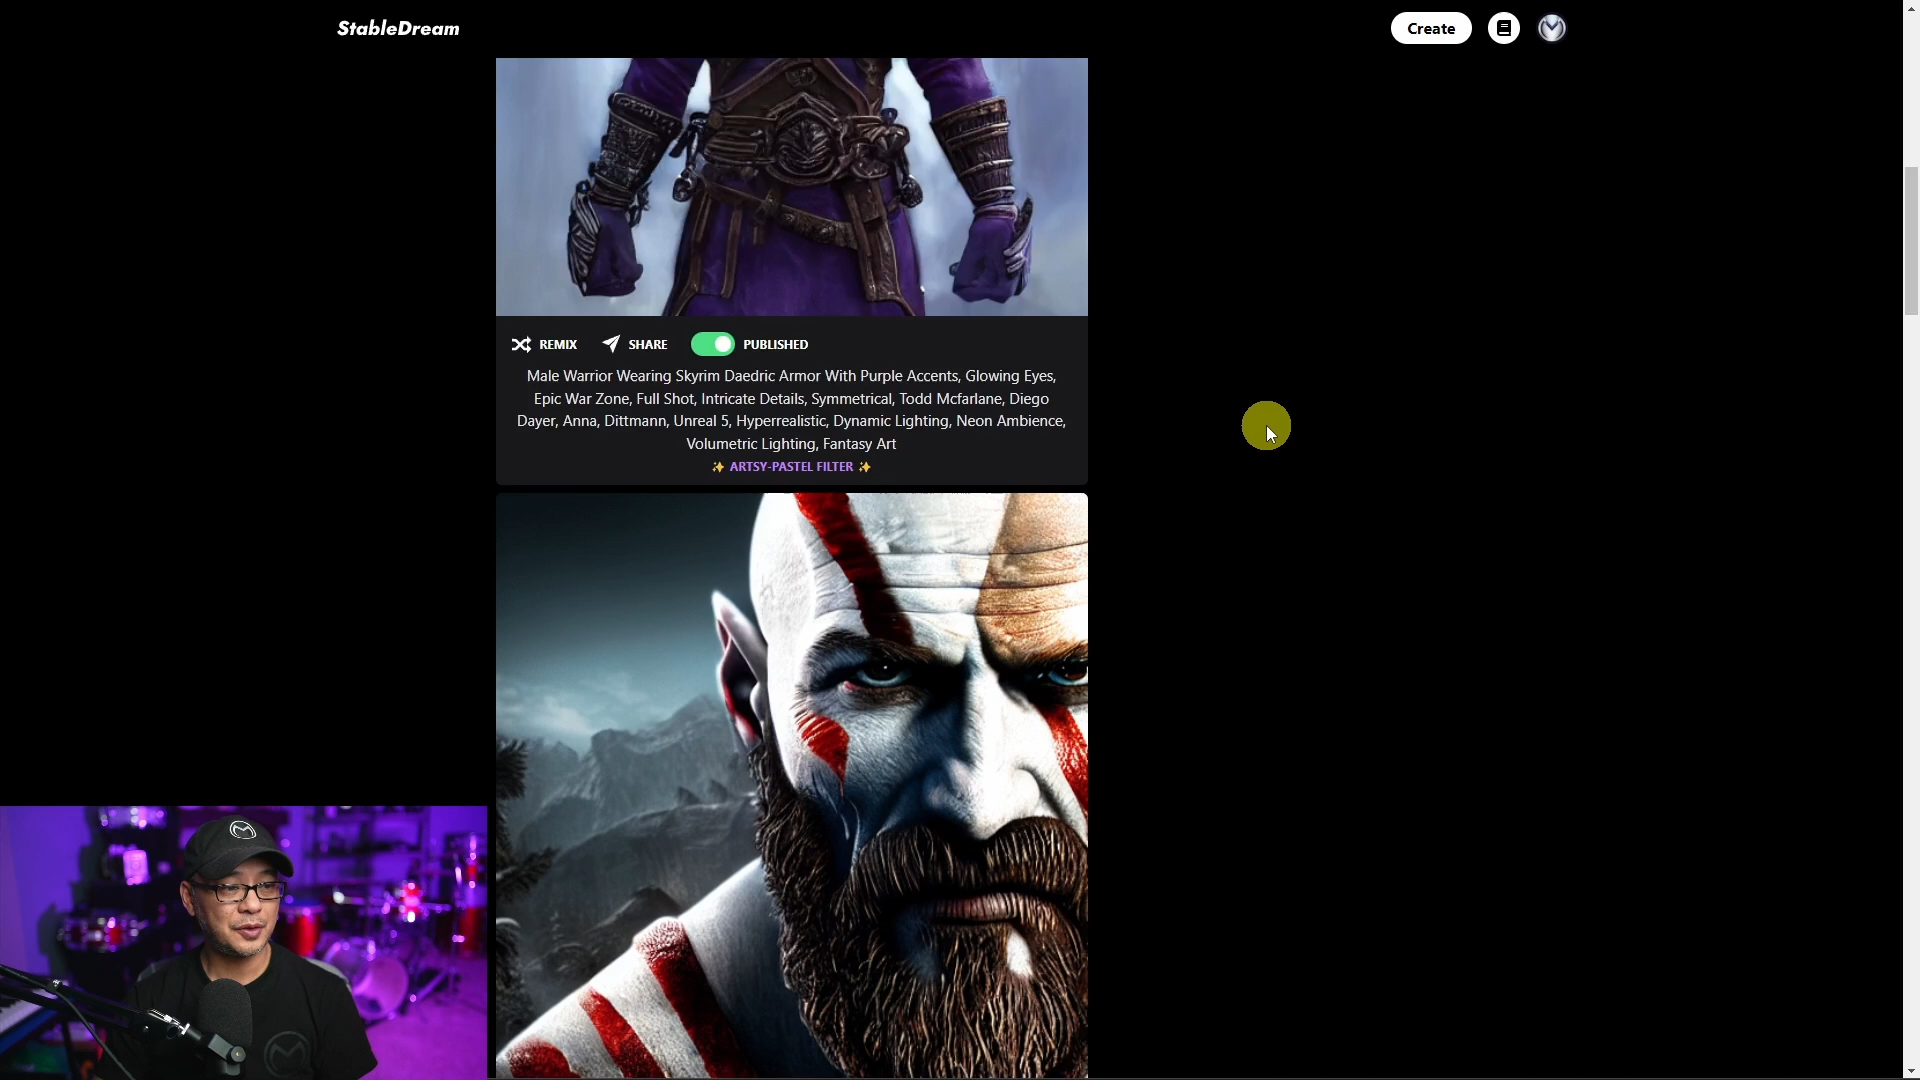 StableDream
Create
REMIX SHARE PUBLISHED
Male Warrior Wearing Skyrim Daedric Armor With Purple Accents, Glowing Eyes,
Epic War Zone, Full Shot, Intricate Details, Symmetrical, Todd Mcfarlane, Diego
Dayer, Anna, Dittmann, Unreal 5, Hyperrealistic, Dynamic Lighting, Neon Ambience,
Volumetric Lighting, Fantasy Art
✨ ARTSY-PASTEL FILTER ✨